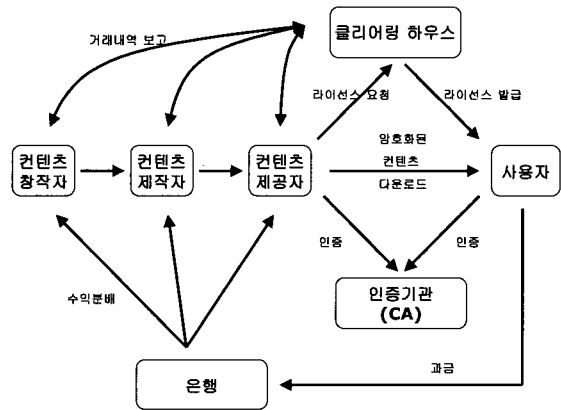 클리어링 하우스
거래내역 보고
라이선스 요청
라이선스 발급
컨텐츠
창작자
컨텐츠
제작자
컨텐츠
제공자
암호화된
컨텐츠
다운로드
사용자
인증
인증
인증기관
(CA)
수익분배
은행
과금